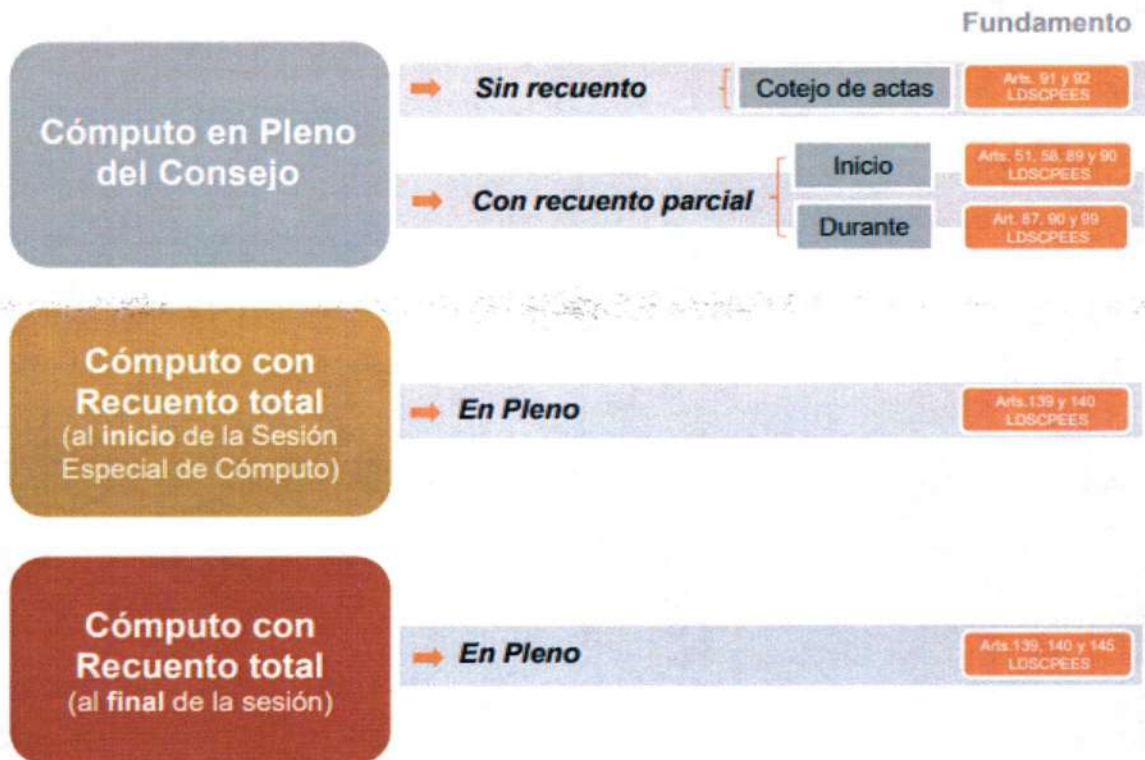 Fundamento
Cómputo en Pleno
del Consejo
Sin recuento
Cotejo de actas
Arts. 91 y 92
LDSCPEES
Con recuento parcial
Inicio
Arts. 51, 58, 89 y 90
LDSCPEES
Durante
Art. 87, 90 y 99
LDSCPEES
Cómputo con
Recuento total
(al inicio de la Sesión
Especial de Cómputo)
En Pleno
Arts.139 y 140
LDSCPEES
Cómputo con
Recuento total
(al final de la sesión)
En Pleno
Arts.139, 140 y 145
LDSCPEES